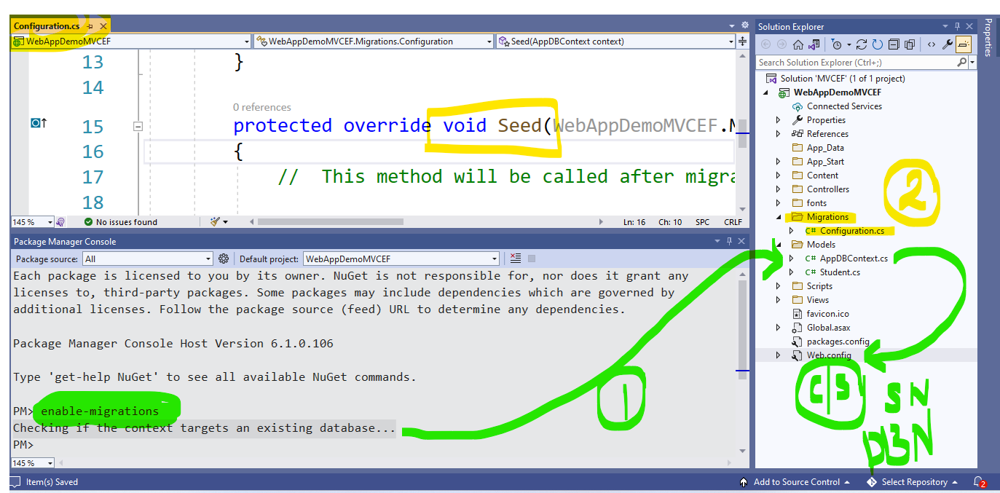 Configuration.cs
WebAppDemoMVCEF
WebAppDemoMVCEF.Migrations.Configuration
Seed(AppDBContext context)
13 }
14
0 references
15 protected override void Seed(WebAppDemoMVCEF.M
16 {
17 // This method will be called after migra
18
145 %
No issues found
Ln: 16 Ch: 10 SPC CRLF
Package Manager Console
Package source: All
Default project: WebAppDemoMVCEF
Each package is licensed to you by its owner. NuGet is not responsible for, nor does it grant any
licenses to, third-party packages. Some packages may include dependencies which are governed by
additional licenses. Follow the package source (feed) URL to determine any dependencies.
Package Manager Console Host Version 6.1.0.106
Type 'get-help NuGet' to see all available NuGet commands.
PM> enable-migrations
Checking if the context targets an existing database...
PM>
145 %
1
Solution Explorer
Search Solution Explorer (Ctrl+;)
Solution 'MVCEF' (1 of 1 project)
WebAppDemoMVCEF
Connected Services
Properties
References
App_Data
App_Start
Content
Controllers
fonts
Migrations
C# Configuration.cs
Models
C# AppDBContext.cs
C# Student.cs
Scripts
Views
favicon.ico
Global.asax
packages.config
Web.config
2
CS
SN
DBN
Properties
Item(s) Saved
Add to Source Control
Select Repository
2